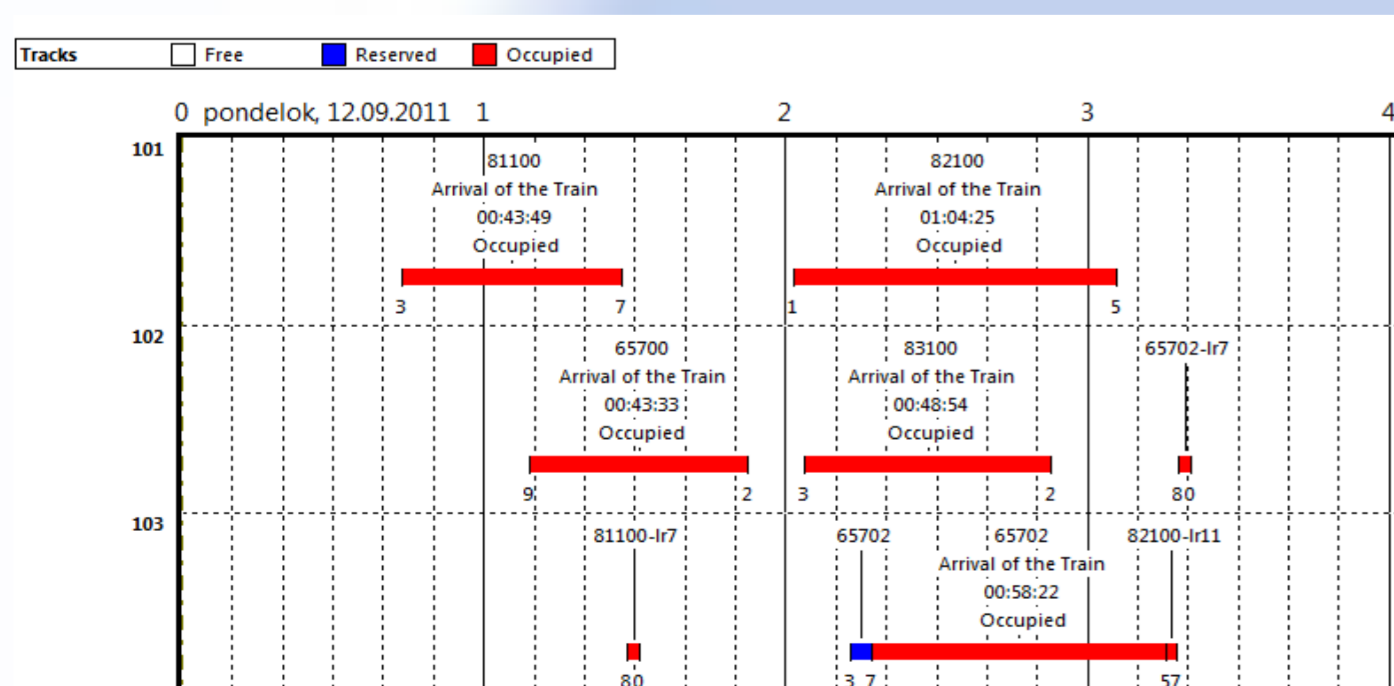 Tracks Free Reserved Occupied
0 pondelok, 12.09.2011 1 2 3 4
101
81100
Arrival of the Train
00:43:49
Occupied
3 7
82100
Arrival of the Train
01:04:25
Occupied
1 5
102
65700
Arrival of the Train
00:43:33
Occupied
9 2
83100
Arrival of the Train
00:48:54
Occupied
3 2
65702-lr7
80
103
81100-lr7
80
65702
3 7
65702
Arrival of the Train
00:58:22
Occupied
82100-lr11
57